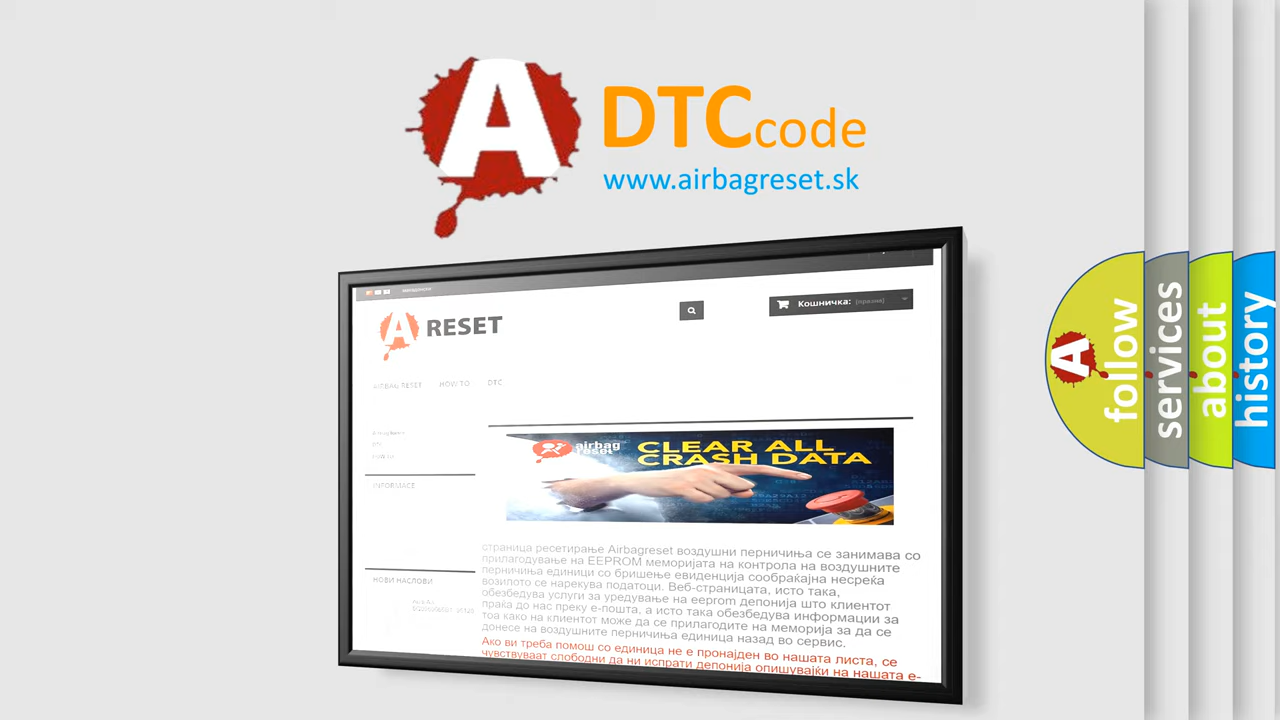 A DTC code
www.airbagreset.sk
A RESET
Кошничка: (празна)
AIRBAG RESET HOW TO DTC
airbag reset
CLEAR ALL
CRASH DATA
INFORMACE
НОВИ НАСЛОВИ
страница ресетирање Airbagreset воздушни перничиња се занимава со
прилагодување на EEPROM меморијата на контрола на воздушните
перничиња единици со бришење евиденција сообраќајна несреќа
возилото се нарекува податоци. Веб-страницата, исто така,
обезбедува услуги за уредување на eeprom депонија што клиентот
праќа до нас преку е-пошта, а исто така обезбедува информации за
тоа како на клиентот може да се прилагодите на меморија за да се
донесе на воздушните перничиња единица назад во сервис.
Ако ви треба помош со единица не е пронајден во нашата листа, се
чувствуваат слободни да ни испрати депонија опишувајќи на нашата е-
A follow
services
about
history